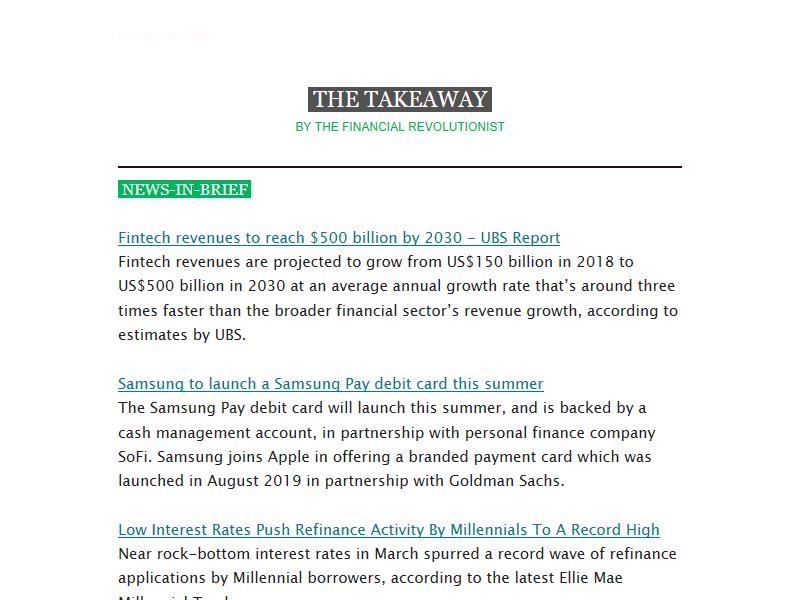 THE TAKEAWAY
BY THE FINANCIAL REVOLUTIONIST
NEWS-IN-BRIEF
Fintech revenues to reach $500 billion by 2030 – UBS Report
Fintech revenues are projected to grow from US$150 billion in 2018 to
US$500 billion in 2030 at an average annual growth rate that’s around three
times faster than the broader financial sector’s revenue growth, according to
estimates by UBS.
Samsung to launch a Samsung Pay debit card this summer
The Samsung Pay debit card will launch this summer, and is backed by a
cash management account, in partnership with personal finance company
SoFi. Samsung joins Apple in offering a branded payment card which was
launched in August 2019 in partnership with Goldman Sachs.
Low Interest Rates Push Refinance Activity By Millennials To A Record High
Near rock-bottom interest rates in March spurred a record wave of refinance
applications by Millennial borrowers, according to the latest Ellie Mae